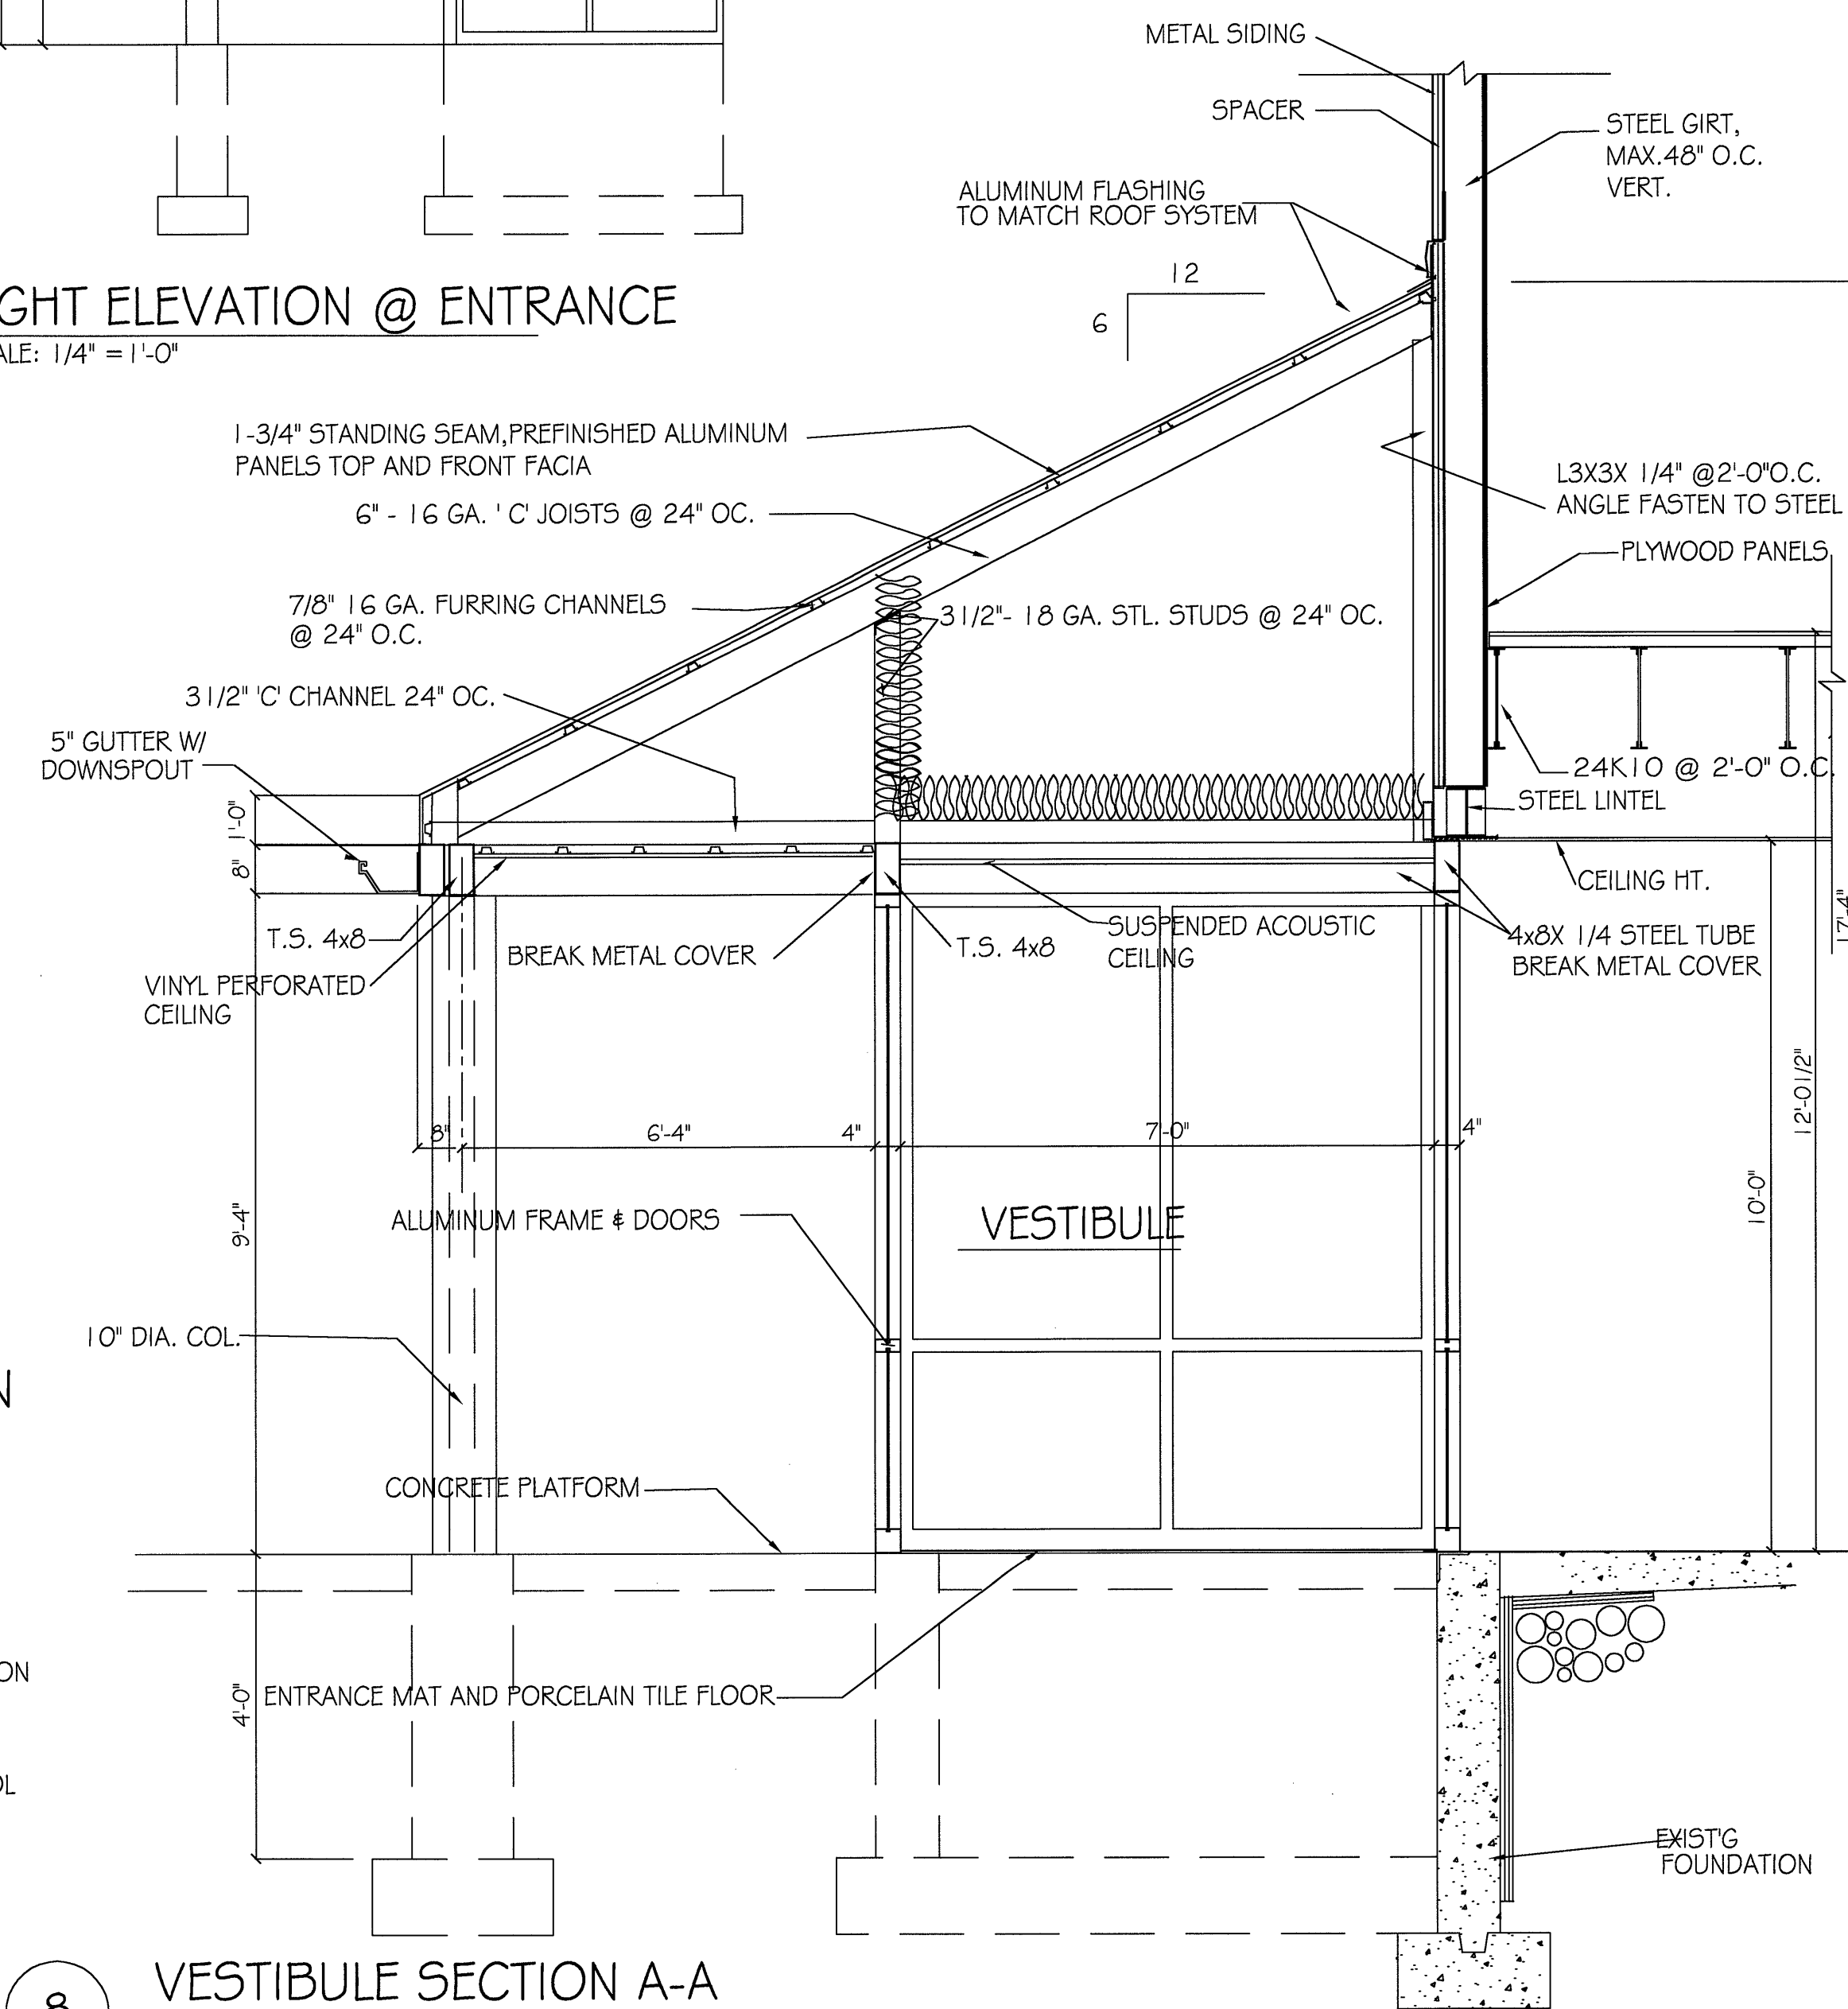 METAL SIDING
SPACER
STEEL GIRT,
MAX.48" O.C.
VERT.
ALUMINUM FLASHING
TO MATCH ROOF SYSTEM
12
6
GHT ELEVATION @ ENTRANCE
ALE: 1/4" = 1'-0"
1-3/4" STANDING SEAM,PREFINISHED ALUMINUM
PANELS TOP AND FRONT FACIA
6" - 16 GA. 'C' JOISTS @ 24" OC.
L3X3X 1/4" @2'-0"O.C.
ANGLE FASTEN TO STEEL
PLYWOOD PANELS
7/8" 16 GA. FURRING CHANNELS
@ 24" O.C.
3 1/2"- 18 GA. STL. STUDS @ 24" OC.
3 1/2" 'C' CHANNEL 24" OC.
5" GUTTER W/
DOWNSPOUT
24K10 @ 2'-0" O.C.
STEEL LINTEL
1'-0"
8"
CEILING HT.
17'-4"
T.S. 4x8
BREAK METAL COVER
T.S. 4x8
SUSPENDED ACOUSTIC
CEILING
4x8X 1/4 STEEL TUBE
BREAK METAL COVER
VINYL PERFORATED
CEILING
12'-0 1/2"
8"
6'-4"
4"
7'-0"
4"
9'-4"
ALUMINUM FRAME & DOORS
VESTIBULE
10'-0"
10" DIA. COL.
N
CONCRETE PLATFORM
ON
4'-0"
ENTRANCE MAT AND PORCELAIN TILE FLOOR
OL
EXIST'G
FOUNDATION
8
VESTIBULE SECTION A-A